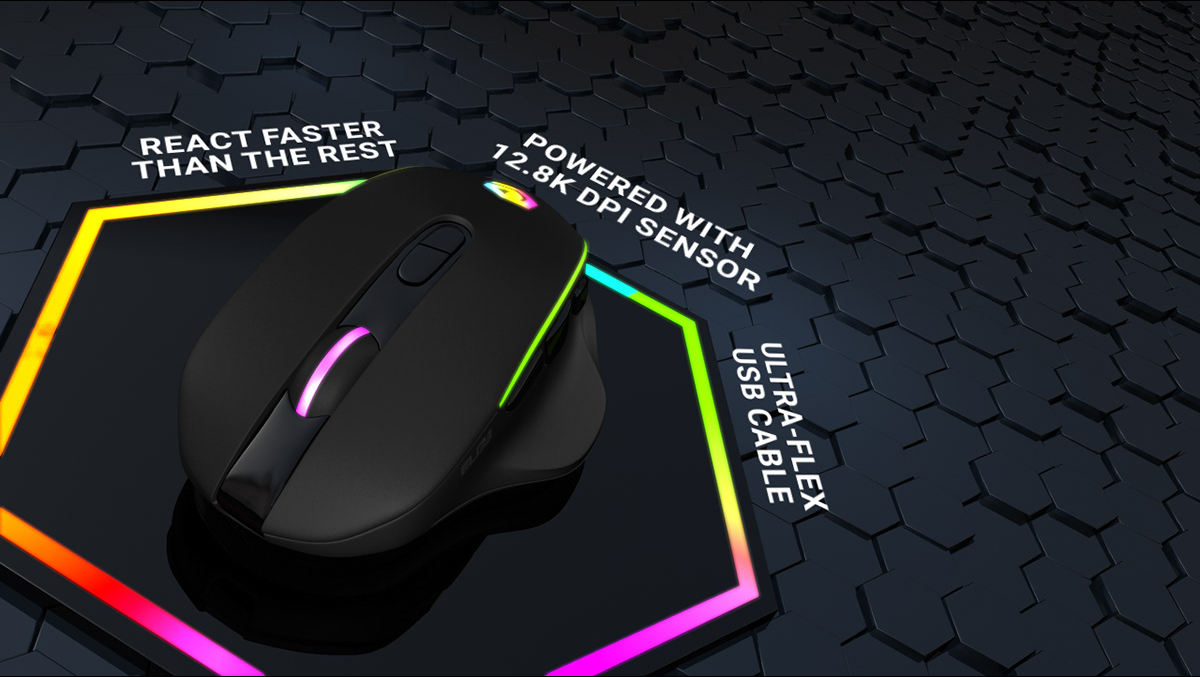 REACT FASTER
THAN THE REST
POWERED WITH
12.8K DPI SENSOR
ULTRA-FLEX
USB CABLE